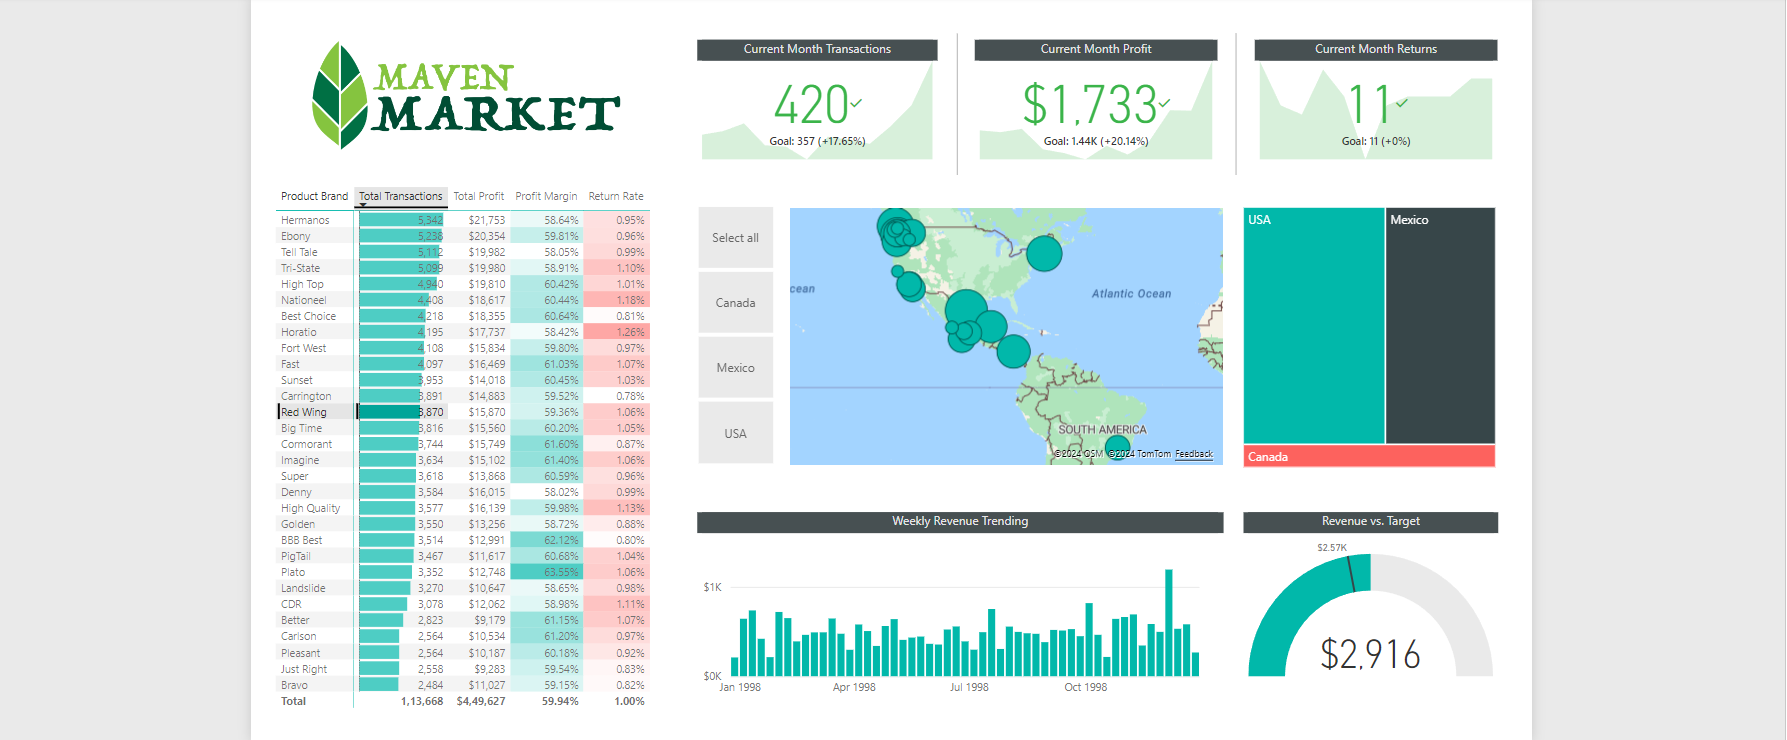 MAVEN
MARKET
Current Month Transactions
420
Goal: 357 (+17.65%)
Current Month Profit
$1,733
Goal: 1.44K (+20.14%)
Current Month Returns
11
Goal: 11 (+0%)
Product Brand Total Transactions Total Profit Profit Margin Return Rate
Hermanos 5,342 $21,753 58.64% 0.95%
Ebony 5,238 $20,354 59.81% 0.96%
Tell Tale 5,112 $19,982 58.05% 0.99%
Tri-State 5,099 $19,980 58.91% 1.10%
High Top 4,940 $19,810 60.42% 1.01%
Nationeel 4,408 $18,617 60.44% 1.18%
Best Choice 4,218 $18,355 60.64% 0.81%
Horatio 4,195 $17,737 58.42% 1.26%
Fort West 4,108 $15,834 59.80% 0.97%
Fast 4,097 $16,469 61.03% 1.07%
Sunset 3,953 $14,018 60.45% 1.03%
Carrington 3,891 $14,883 59.52% 0.78%
Red Wing 3,870 $15,870 59.36% 1.06%
Big Time 3,816 $15,560 60.20% 1.05%
Cormorant 3,744 $15,749 61.60% 0.87%
Imagine 3,634 $15,102 61.40% 1.06%
Super 3,618 $13,868 60.59% 0.96%
Denny 3,584 $16,015 58.02% 0.99%
High Quality 3,577 $16,139 59.98% 1.13%
Golden 3,550 $13,256 58.72% 0.88%
BBB Best 3,514 $12,991 62.12% 0.80%
PigTail 3,467 $11,617 60.68% 1.04%
Plato 3,352 $12,748 63.55% 1.06%
Landslide 3,270 $10,647 58.65% 0.98%
CDR 3,078 $12,062 58.98% 1.11%
Better 2,823 $9,179 61.15% 1.07%
Carlson 2,564 $10,534 61.20% 0.97%
Pleasant 2,564 $10,187 60.18% 0.92%
Just Right 2,558 $9,283 59.54% 0.83%
Bravo 2,484 $11,027 59.15% 0.82%
Total 1,13,668 $4,49,627 59.94% 1.00%
Select all
Canada
Mexico
USA
cean
Atlantic Ocean
SOUTH AMERICA
©2024 OSM ©2024 TomTom Feedback
USA
Mexico
Canada
Weekly Revenue Trending
$1K
$0K
Jan 1998 Apr 1998 Jul 1998 Oct 1998
Revenue vs. Target
$2.57K
$2,916